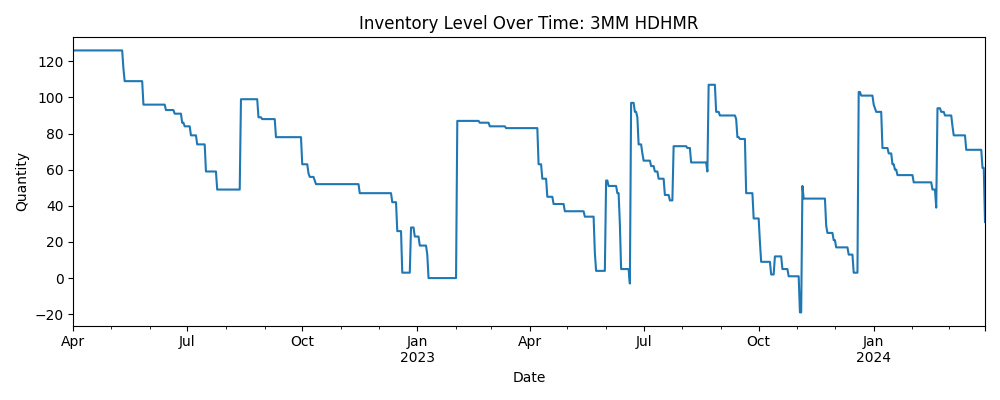 Inventory Level Over Time: 3MM HDHMR
Quantity
120
100
80
60
40
20
0
−20
Apr
Jul
Oct
Jan
2023
Apr
Jul
Oct
Jan
2024
Date